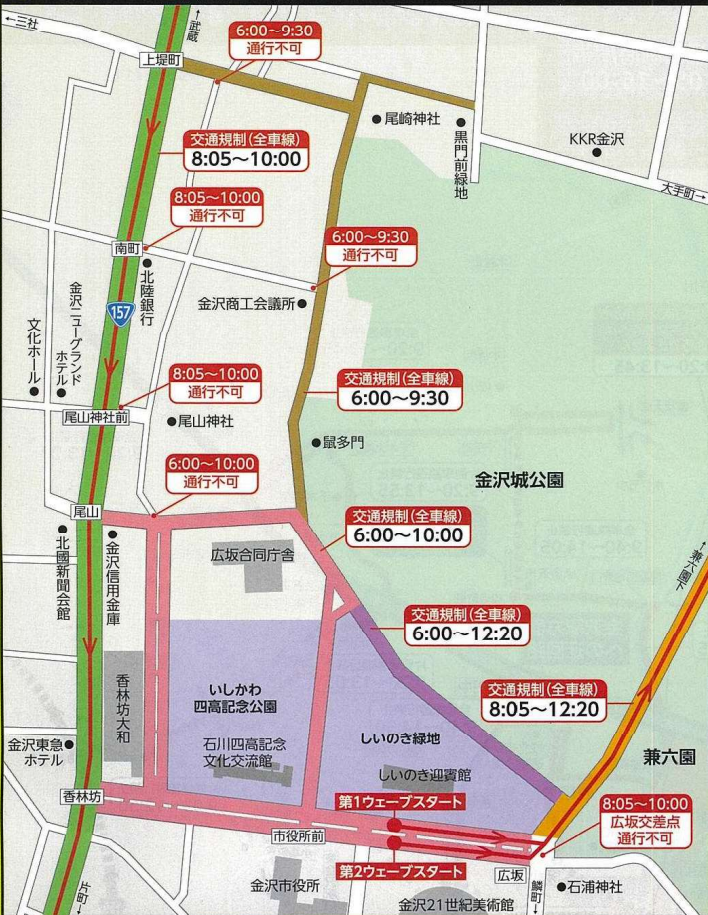 ←三社
←武蔵
6:00~9:30
通行不可
上堤町
尾崎神社
黒門前緑地
KKR金沢
大手町→
交通規制(全車線)
8:05~10:00
8:05~10:00
通行不可
南町
北陸銀行
6:00~9:30
通行不可
金沢商工会議所
157
金沢ニューグランド
ホテル
文化ホール
8:05~10:00
通行不可
交通規制(全車線)
6:00~9:30
尾山神社前
尾山神社
鼠多門
金沢城公園
6:00~10:00
通行不可
尾山
交通規制(全車線)
6:00~10:00
北國新聞会館
金沢信用金庫
広坂合同庁舎
←兼六園下
交通規制(全車線)
6:00~12:20
香林坊大和
いしかわ
四高記念公園
交通規制(全車線)
8:05~12:20
石川四高記念
文化交流館
しいのき緑地
しいのき迎賓館
兼六園
金沢東急
ホテル
香林坊
第1ウェーブスタート
8:05~10:00
広坂交差点
通行不可
市役所前
第2ウェーブスタート
広坂
片町→
金沢市役所
金沢21世紀美術館
鱗町→
石浦神社